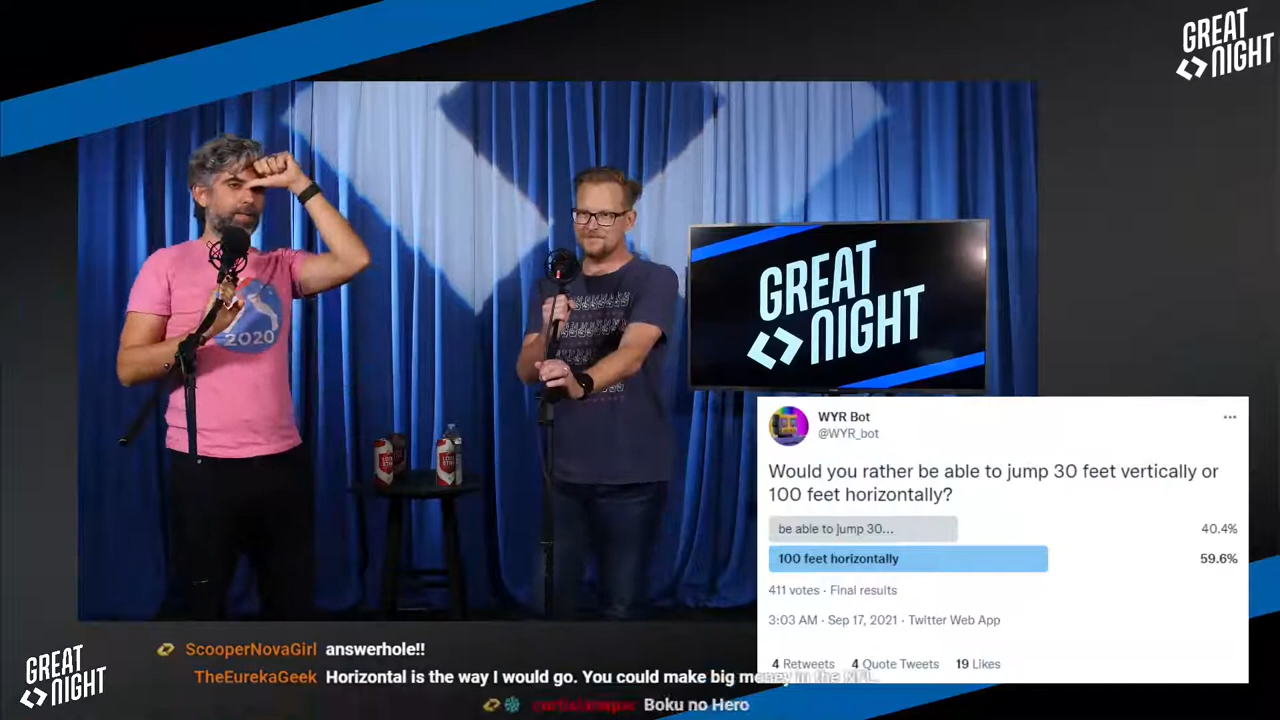 GREAT
NIGHT
2020
GREAT
NIGHT
WYR Bot
@WYR_bot
Would you rather be able to jump 30 feet vertically or
100 feet horizontally?
be able to jump 30... 40.4%
100 feet horizontally 59.6%
411 votes · Final results
3:03 AM · Sep 17, 2021 · Twitter Web App
4 Retweets 4 Quote Tweets 19 Likes
ScooperNovaGirl answerhole!!
TheEurekaGeek Horizontal is the way I would go. You could make big money in the NFL.
Boku no Hero
GREAT
NIGHT